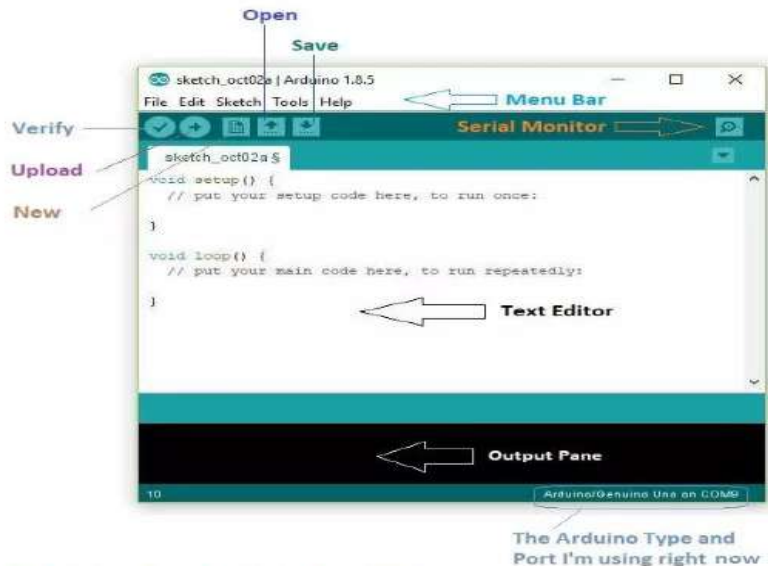 Open
Save
sketch_oct02a | Arduino 1.8.5
File Edit Sketch Tools Help
Menu Bar
Verify
Serial Monitor
sketch_oct02a §
Upload
void setup() {
// put your setup code here, to run once:
New
}
void loop() {
// put your main code here, to run repeatedly:
}
Text Editor
Output Pane
10
Arduino/Genuino Uno on COM9
The Arduino Type and
Port I'm using right now